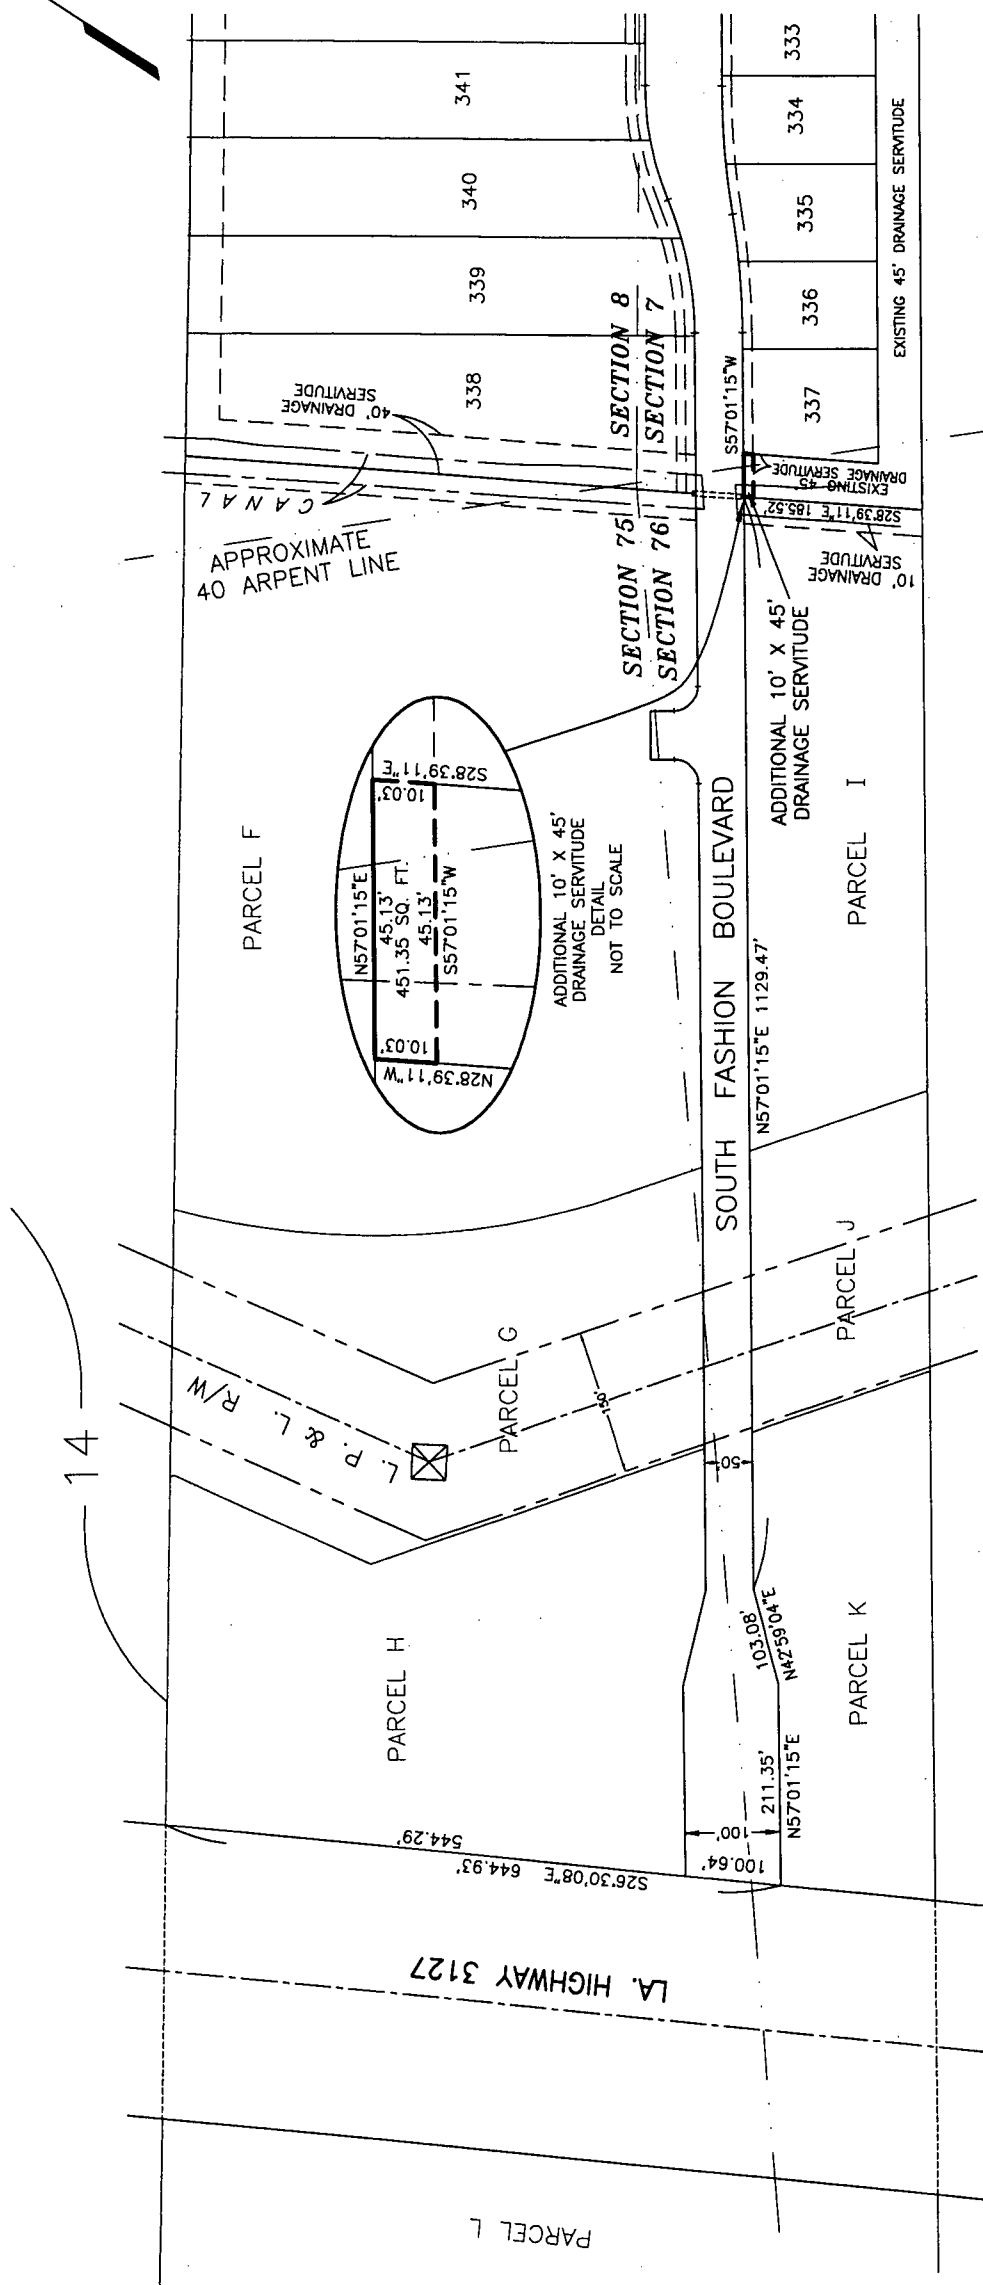 341
340
339
338
333
334
335
336
337
EXISTING 45' DRAINAGE SERVITUDE
40' DRAINAGE
SERVITUDE
SECTION 8
SECTION 7
S57°01'15"W
CANAL
APPROXIMATE
40 ARPENT LINE
SECTION 75
SECTION 76
EXISTING 45'
DRAINAGE SERVITUDE
S28°39'11"E 185.52'
10' DRAINAGE
SERVITUDE
ADDITIONAL 10' X 45'
DRAINAGE SERVITUDE
PARCEL F
N57°01'15"E
45.13'
451.35 SQ. FT.
45.13'
S57°01'15"W
S28°39'11"E
10.03'
10.03'
N28°39'11"W
ADDITIONAL 10' X 45'
DRAINAGE SERVITUDE
DETAIL
NOT TO SCALE
SOUTH FASHION BOULEVARD
N57°01'15"E 1129.47'
PARCEL I
14
L. P. & L. R/W
PARCEL G
150'
PARCEL J
50'
PARCEL H
103.08'
N42°59'04"E
PARCEL K
211.35'
N57°01'15"E
100'
100.64'
544.29'
S26°30'08"E 644.93'
LA. HIGHWAY 3127
PARCEL L